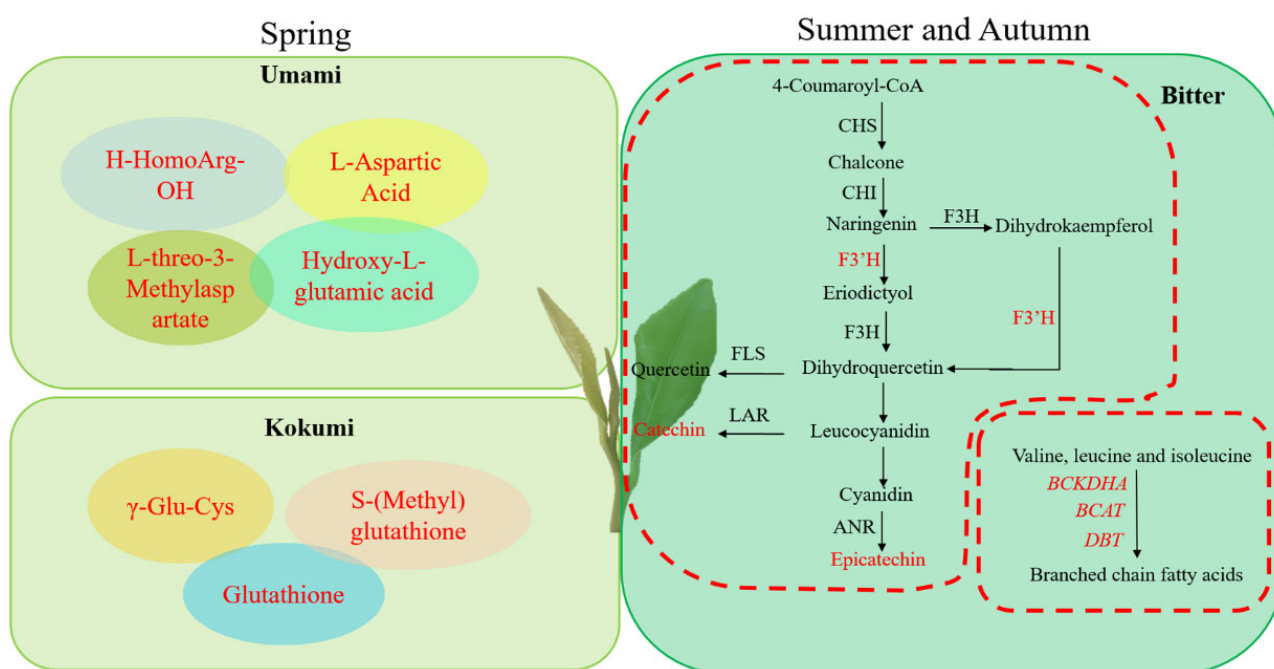 Spring
Umami
H-HomoArg-
OH
L-Aspartic
Acid
L-threo-3-
Methylasp
artate
Hydroxy-L-
glutamic acid
Kokumi
γ-Glu-Cys
S-(Methyl)
glutathione
Glutathione
Summer and Autumn
Bitter
4-Coumaroyl-CoA
CHS
Chalcone
CHI
Naringenin
F3H
Dihydrokaempferol
F3’H
Eriodictyol
F3’H
F3H
Quercetin
FLS
Dihydroquercetin
Catechin
LAR
Leucocyanidin
Cyanidin
ANR
Epicatechin
Valine, leucine and isoleucine
BCKDHA
BCAT
DBT
Branched chain fatty acids